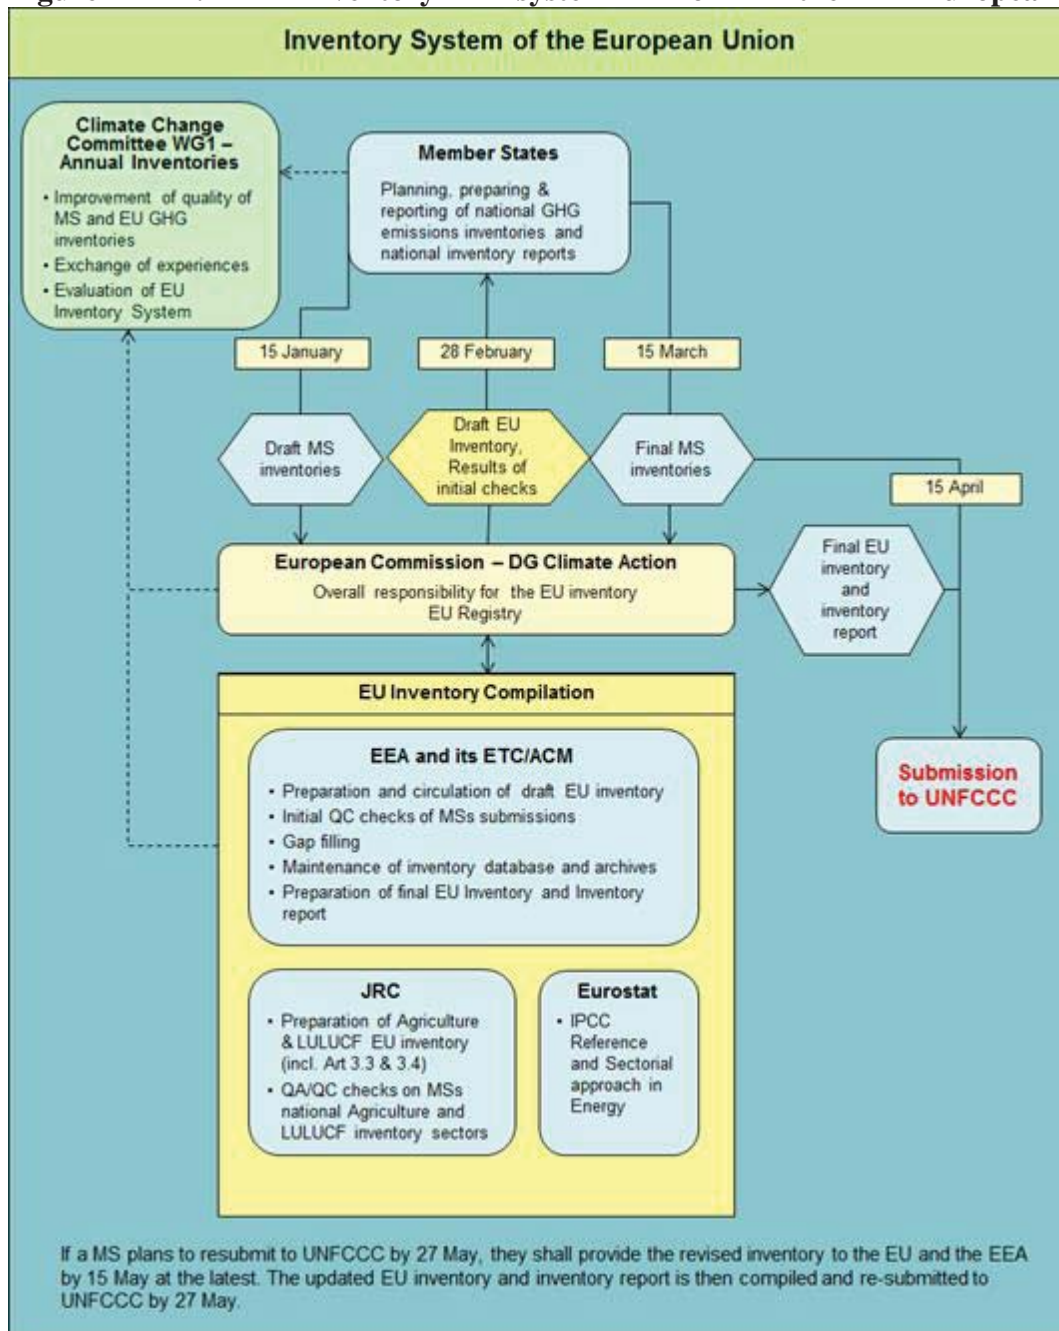 Inventory System of the European Union
Climate Change
Committee WG1 –
Annual Inventories
• Improvement of quality of
MS and EU GHG
inventories
• Exchange of experiences
• Evaluation of EU
Inventory System
Member States
Planning, preparing &
reporting of national GHG
emissions inventories and
national inventory reports
15 January
28 February
15 March
Draft MS
inventories
Draft EU
Inventory,
Results of
initial checks
Final MS
inventories
15 April
European Commission – DG Climate Action
Overall responsibility for the EU inventory
EU Registry
Final EU
inventory
and
inventory
report
EU Inventory Compilation
EEA and its ETC/ACM
• Preparation and circulation of draft EU inventory
• Initial QC checks of MSs submissions
• Gap filling
• Maintenance of inventory database and archives
• Preparation of final EU Inventory and Inventory
report
Submission
to UNFCCC
JRC
• Preparation of Agriculture
& LULUCF EU inventory
(incl. Art 3.3 & 3.4)
• QA/QC checks on MSs
national Agriculture and
LULUCF inventory sectors
Eurostat
• IPCC
Reference
and Sectorial
approach in
Energy
If a MS plans to resubmit to UNFCCC by 27 May, they shall provide the revised inventory to the EU and the EEA
by 15 May at the latest. The updated EU inventory and inventory report is then compiled and re-submitted to
UNFCCC by 27 May.